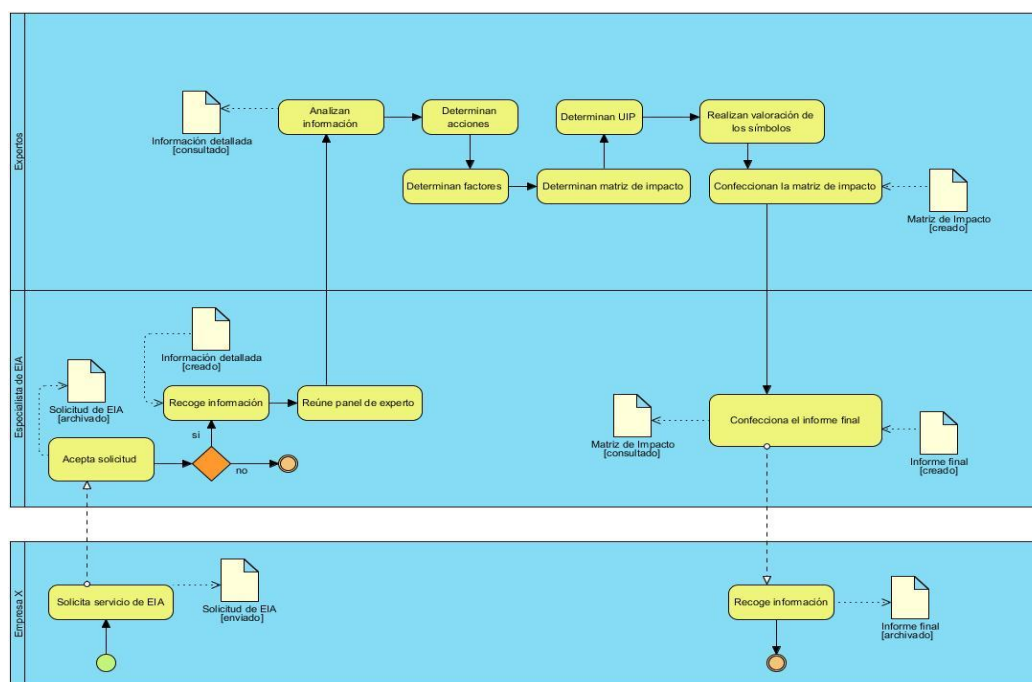 Expertos
Información detallada
[consultado]
Analizan
información
Determinan
acciones
Determinan factores
Determinan matriz de impacto
Determinan UIP
Realizan valoración de
los símbolos
Confeccionan la matriz de impacto
Matriz de Impacto
[creado]
Especialista de EIA
Solicitud de EIA
[archivado]
Información detallada
[creado]
Recoge información
Reúne panel de experto
si
Acepta solicitud
no
Matriz de Impacto
[consultado]
Confecciona el informe final
Informe final
[creado]
Empresa X
Solicita servicio de EIA
Solicitud de EIA
[enviado]
Recoge información
Informe final
[archivado]